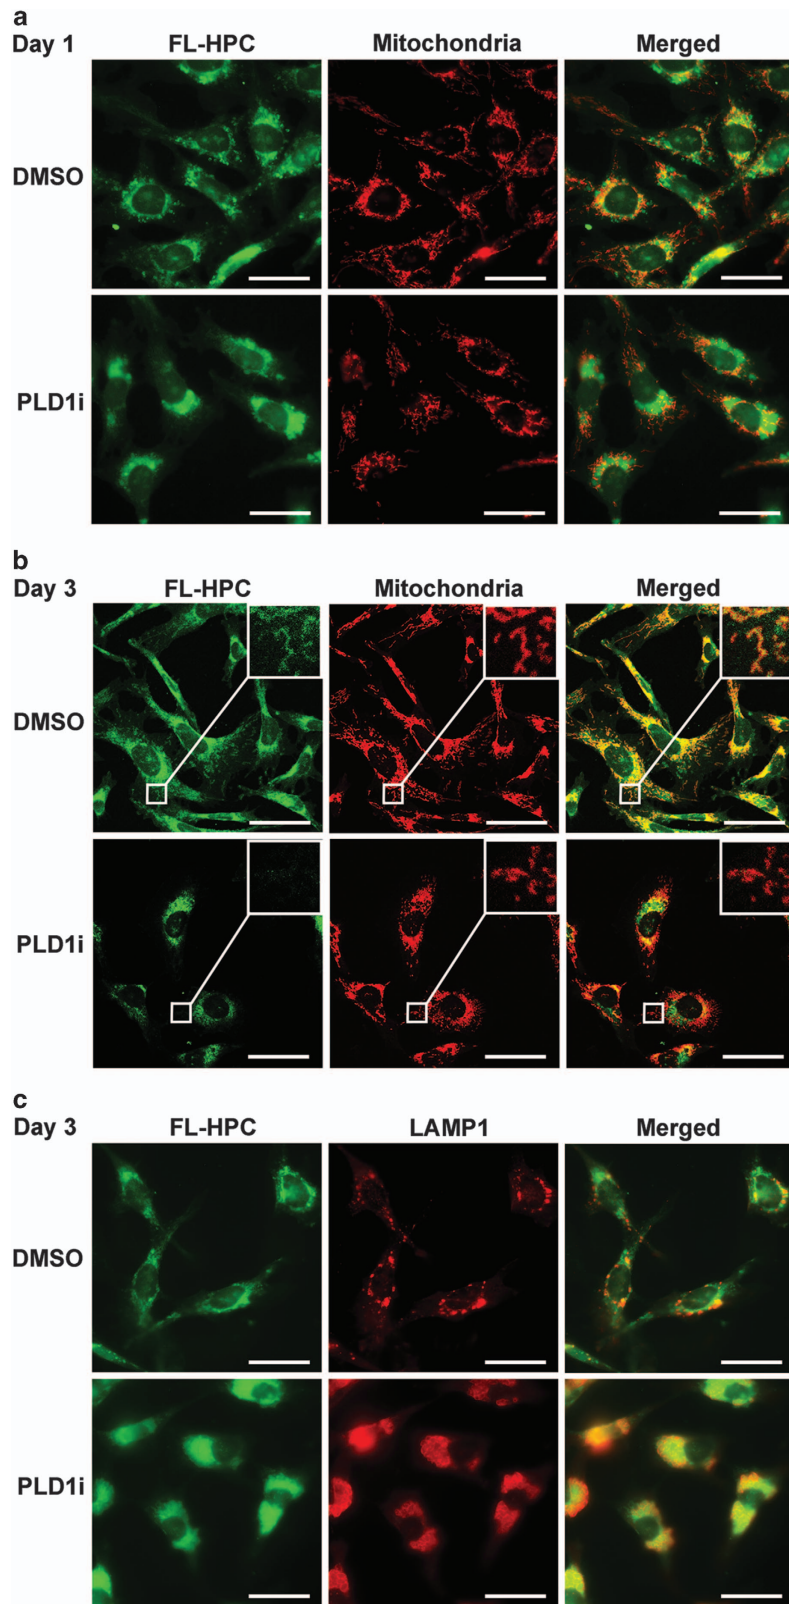 a
Day 1 FL-HPC Mitochondria Merged
DMSO
PLD1i
b
Day 3 FL-HPC Mitochondria Merged
DMSO
PLD1i
c
Day 3 FL-HPC LAMP1 Merged
DMSO
PLD1i